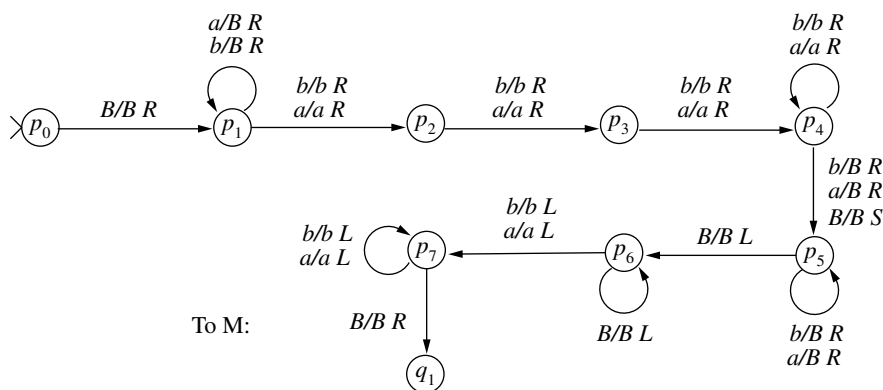 a/B R
b/B R
b/b R
a/a R
B/B R
b/b R
a/a R
b/b R
a/a R
b/b R
a/a R
p₀
p₁
p₂
p₃
p₄
b/B R
a/B R
B/B S
b/b L
a/a L
b/b L
a/a L
B/B L
p₇
p₆
p₅
To M:
B/B R
B/B L
b/B R
a/B R
q₁